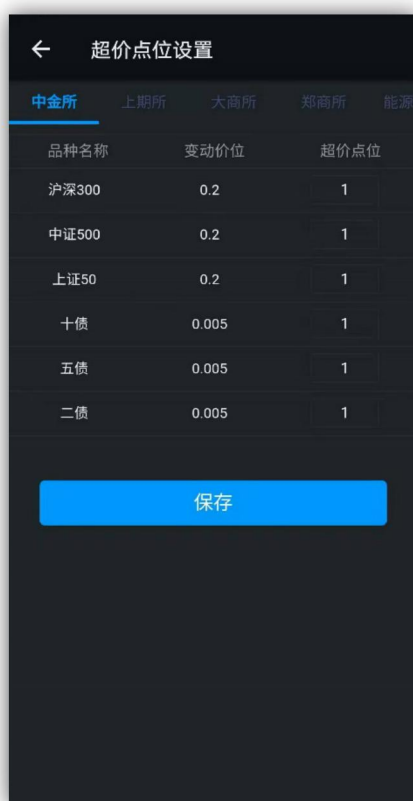 超价点位设置
中金所 上期所 大商所 郑商所 能源
品种名称 变动价位 超价点位
沪深300 0.2 1
中证500 0.2 1
上证50 0.2 1
十债 0.005 1
五债 0.005 1
二债 0.005 1
保存